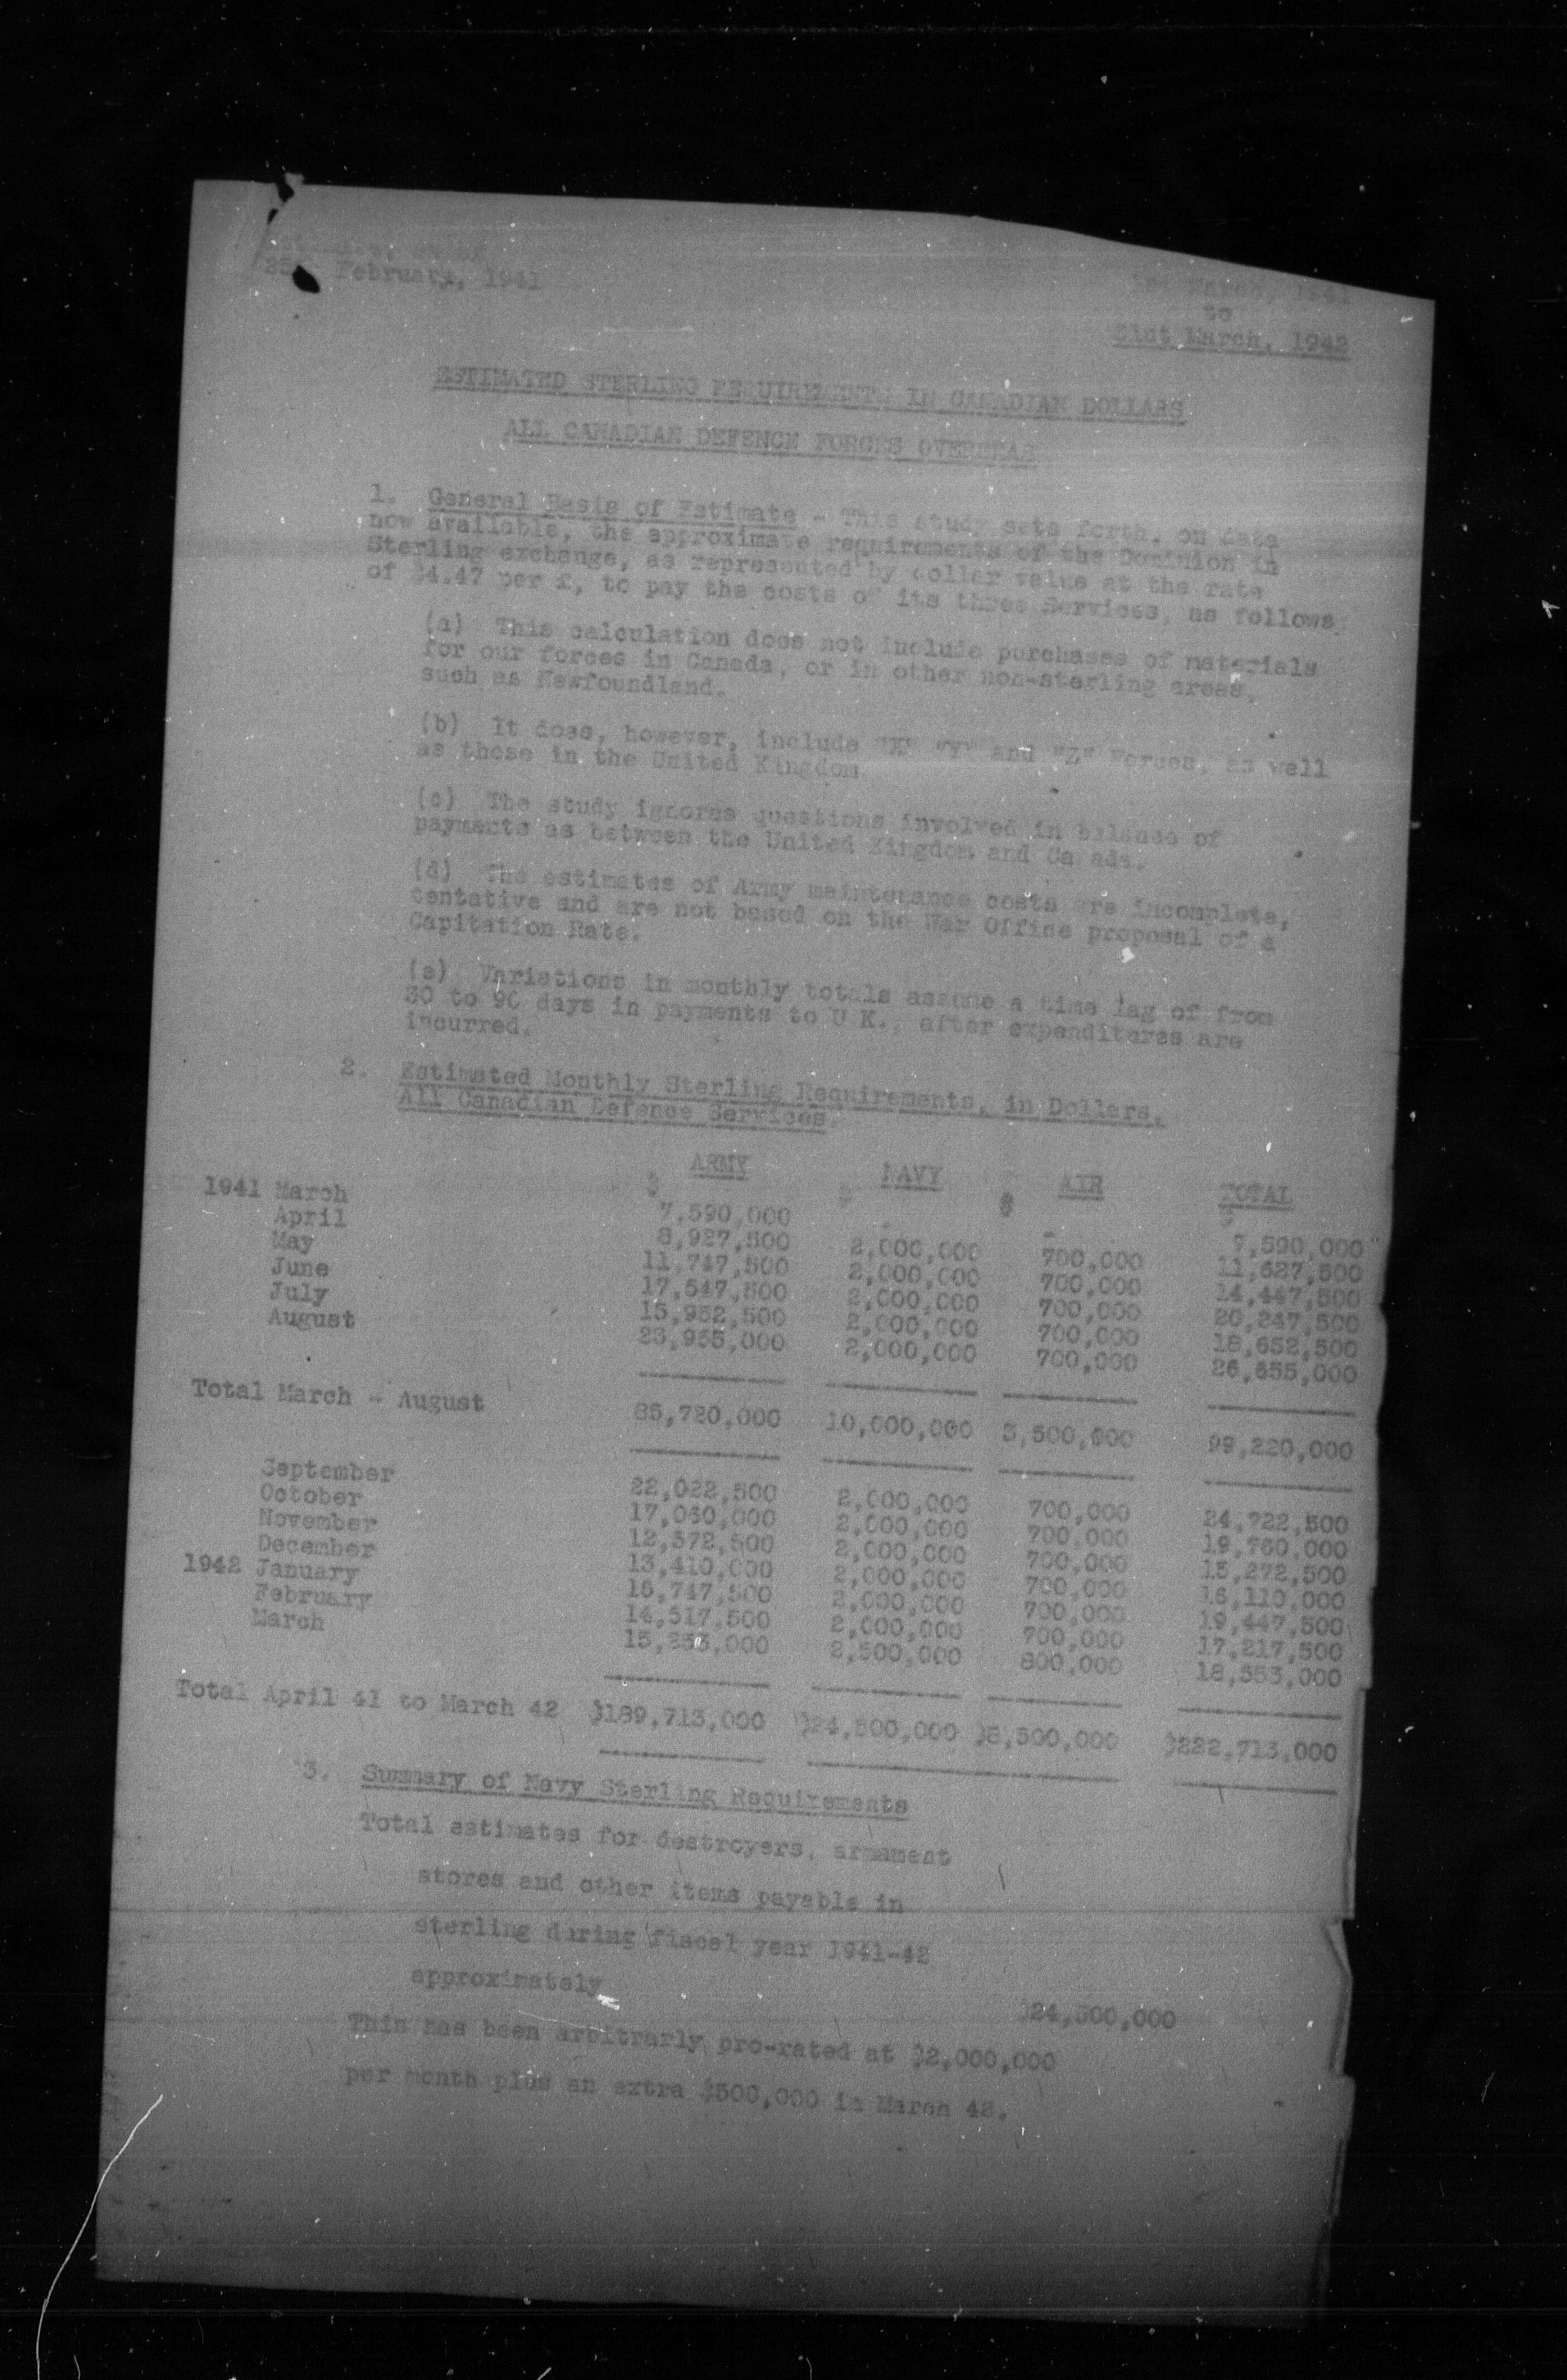 February, 1941
1st March, 1941
to
31st March, 1942
ESTIMATED STERLING REQUIREMENTS IN CANADIAN DOLLARS
ALL CANADIAN DEFENCE FORCES OVERSEAS
1. General Basis of Estimate - This study sets forth, on data
now available, the approximate requirements of the Dominion in
Sterling exchange, as represented by dollar value at the rate
of $4.47 per £, to pay the costs of its three Services, as follows:
(a) This calculation does not include purchases of materials
for our forces in Canada, or in other non-sterling areas,
such as Newfoundland.
(b) It does, however, include "X" "Y" and "Z" Forces, as well
as those in the United Kingdom.
(c) The study ignores questions involved in balance of
payments as between the United Kingdom and Canada.
(d) The estimates of Army maintenance costs are incomplete,
tentative and are not based on the War Office proposal of a
Capitation Rate.
(e) Variations in monthly totals assume a time lag of from
30 to 90 days in payments to U K., after expenditures are
incurred.
2. Estimated Monthly Sterling Requirements, in Dollars,
All Canadian Defence Services.
ARMY NAVY AIR TOTAL
$ $ $ $
1941 March 7,590,000 - - 7,590,000
April 8,927,500 2,000,000 700,000 11,627,500
May 11,747,500 2,000,000 700,000 14,447,500
June 17,547,500 2,000,000 700,000 20,247,500
July 15,952,500 2,000,000 700,000 18,652,500
August 23,955,000 2,000,000 700,000 26,655,000
Total March - August 85,720,000 10,000,000 3,500,000 99,220,000
September 22,022,500 2,000,000 700,000 24,722,500
October 17,060,000 2,000,000 700,000 19,760,000
November 12,572,500 2,000,000 700,000 15,272,500
December 13,410,000 2,000,000 700,000 16,110,000
1942 January 16,747,500 2,000,000 700,000 19,447,500
February 14,517,500 2,000,000 700,000 17,217,500
March 15,253,000 2,500,000 800,000 18,553,000
Total April 41 to March 42 $189,713,000 $24,500,000 $8,500,000 $222,713,000
3. Summary of Navy Sterling Requirements
Total estimates for destroyers, armament
stores and other items payable in
sterling during fiscal year 1941-42
approximately
$24,500,000
This has been arbitrarly pro-rated at $2,000,000
per month plus an extra $500,000 in March 42.